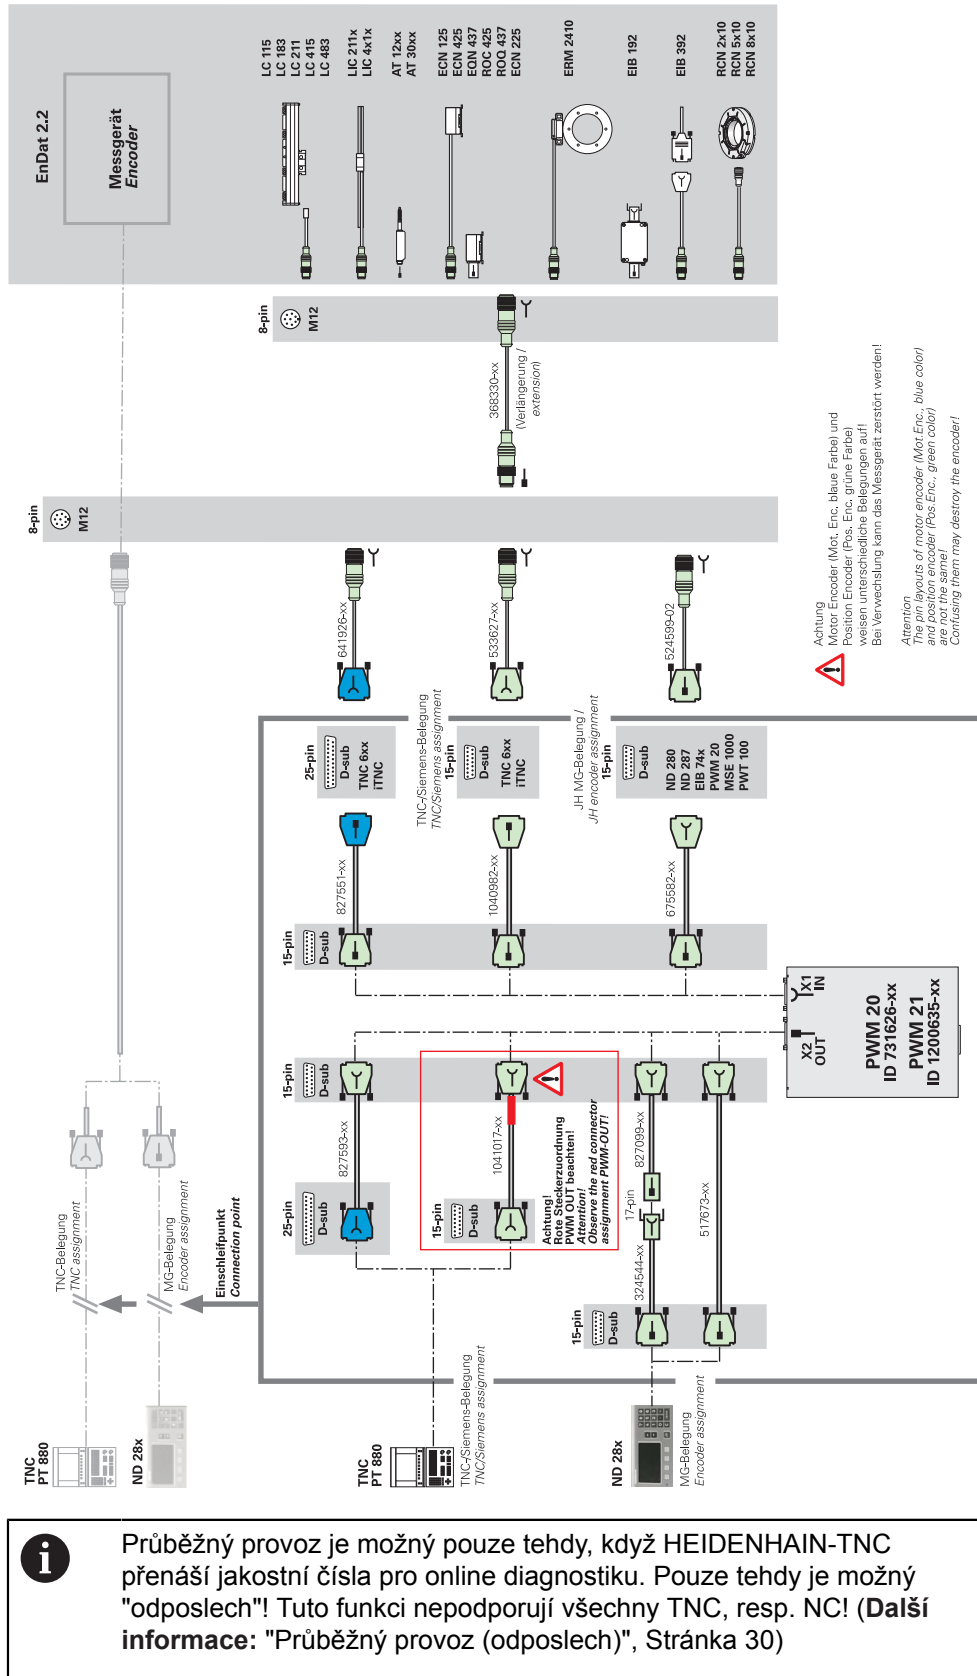 EnDat 2.2
Messgerät
Encoder
LC 115
LC 183
LC 211
LC 415
LC 483
LIC 211x
LIC 4x1x
AT 12xx
AT 30xx
ECN 125
ECN 425
EQN 437
ROC 425
ROQ 437
ECN 225
ERM 2410
EIB 192
EIB 392
RCN 2x10
RCN 5x10
RCN 8x10
8-pin
M12
368330-xx
(Verlängerung /
extension)
8-pin
M12
641926-xx
533627-xx
524599-02
Achtung
Motor Encoder (Mot. Enc. blaue Farbe) und
Position Encoder (Pos. Enc. grüne Farbe)
weisen unterschiedliche Belegungen auf!
Bei Verwechslung kann das Messgerät zerstört werden!
Attention
The pin layouts of motor encoder (Mot.Enc., blue color)
and position encoder (Pos.Enc., green color)
are not the same!
Confusing them may destroy the encoder!
25-pin
D-sub
TNC 6xx
iTNC
TNC-/Siemens-Belegung
TNC/Siemens assignment
15-pin
D-sub
TNC 6xx
iTNC
JH MG-Belegung /
JH encoder assignment
15-pin
D-sub
ND 280
ND 287
EIB 74x
PWM 20
MSE 1000
PWT 100
827551-xx
1040982-xx
675582-xx
15-pin
D-sub
X1
IN
X2
OUT
PWM 20
ID 731626-xx
PWM 21
ID 1200635-xx
15-pin
D-sub
827593-xx
1041017-xx
827099-xx
17-pin
324544-xx
517673-xx
25-pin
D-sub
15-pin
D-sub
Achtung!
Rote Steckerzuordnung
PWM OUT beachten!
Attention!
Observe the red connector
assignment PWM-OUT!
15-pin
D-sub
TNC-Belegung
TNC assignment
MG-Belegung
Encoder assignment
Einschleifpunkt
Connection point
TNC
PT 880
ND 28x
TNC
PT 880
TNC-/Siemens-Belegung
TNC/Siemens assignment
ND 28x
MG-Belegung
Encoder assignment
i
Průběžný provoz je možný pouze tehdy, když HEIDENHAIN-TNC
přenáší jakostní čísla pro online diagnostiku. Pouze tehdy je možný
"odposlech"! Tuto funkci nepodporují všechny TNC, resp. NC! (Další
informace: "Průběžný provoz (odposlech)", Stránka 30)